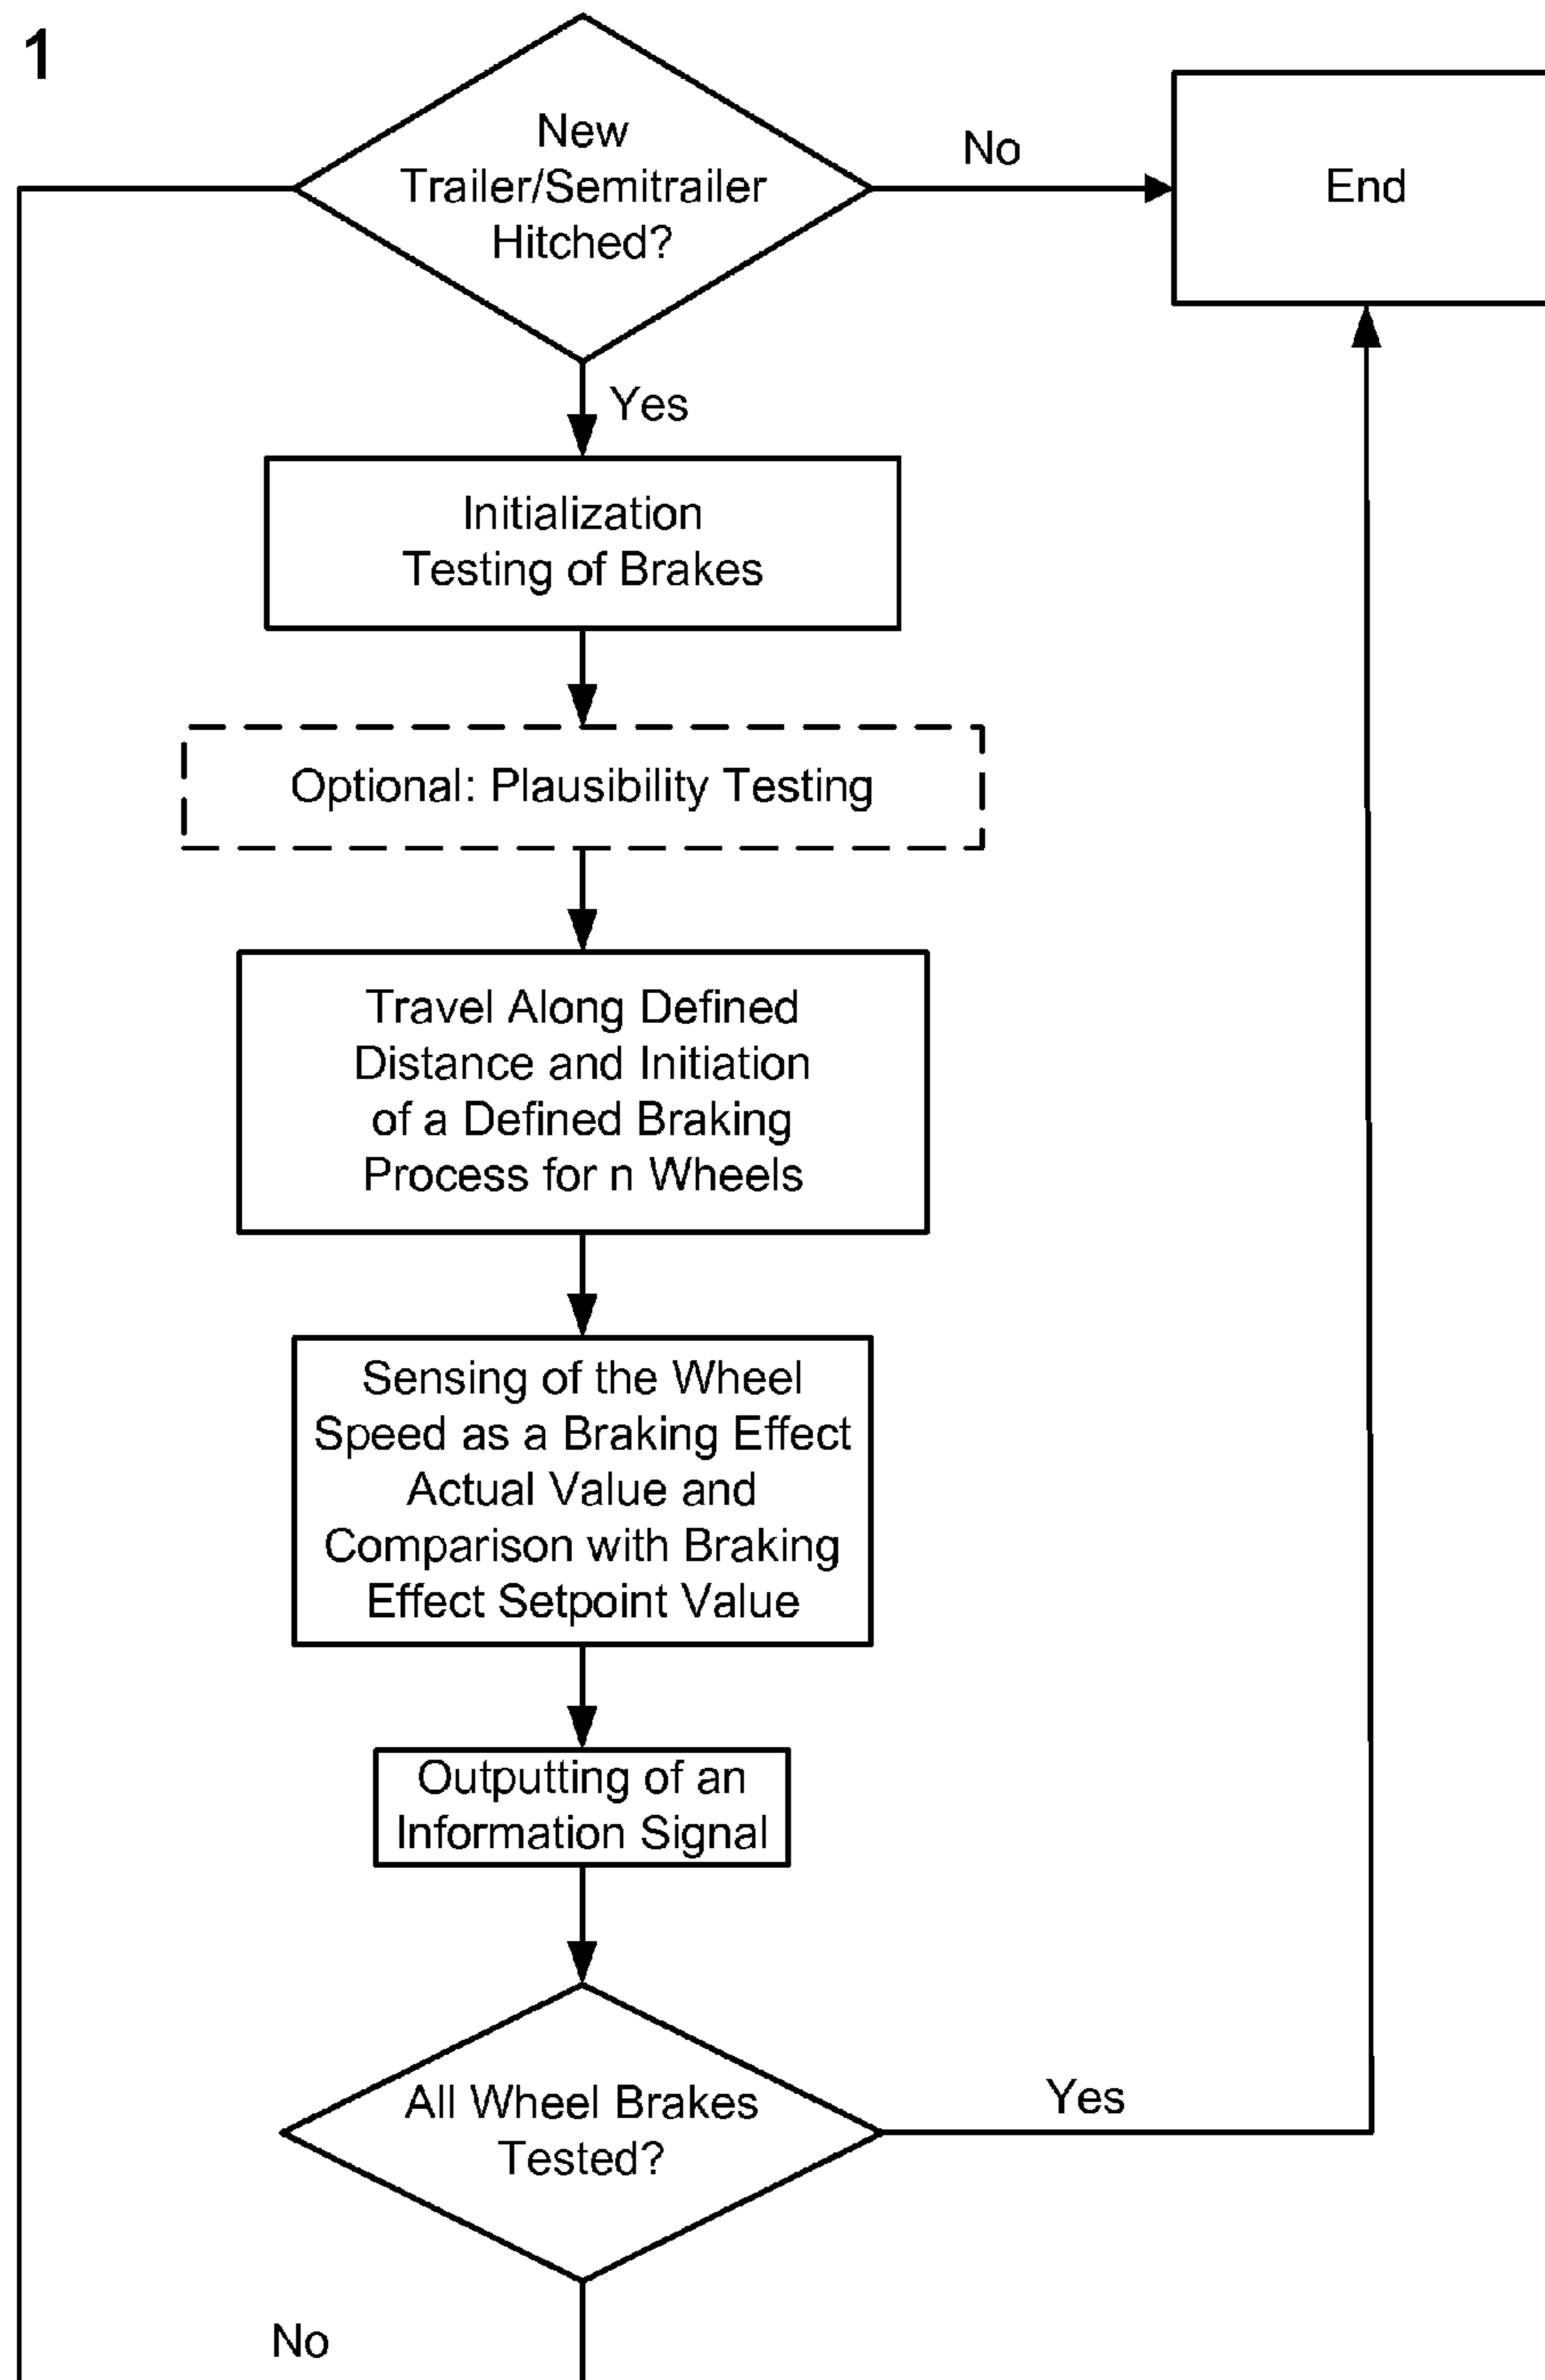 1
New
Trailer/Semitrailer
Hitched?
No
End
Yes
Initialization
Testing of Brakes
Optional: Plausibility Testing
Travel Along Defined
Distance and Initiation
of a Defined Braking
Process for n Wheels
Sensing of the Wheel
Speed as a Braking Effect
Actual Value and
Comparison with Braking
Effect Setpoint Value
Outputting of an
Information Signal
All Wheel Brakes
Tested?
Yes
No